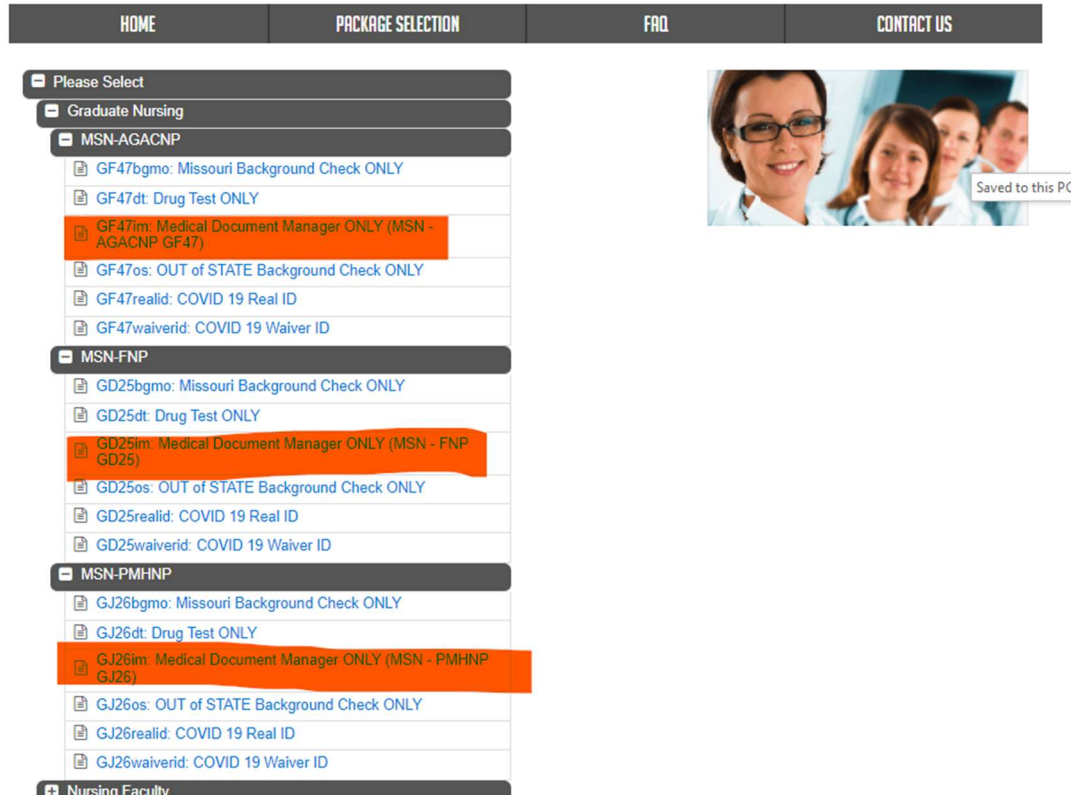 HOME PACKAGE SELECTION FAQ CONTACT US
Please Select
Graduate Nursing
MSN-AGACNP
GF47bgmo: Missouri Background Check ONLY
GF47dt: Drug Test ONLY
GF47im: Medical Document Manager ONLY (MSN -
AGACNP GF47)
GF47os: OUT of STATE Background Check ONLY
GF47realid: COVID 19 Real ID
GF47waiverid: COVID 19 Waiver ID
MSN-FNP
GD25bgmo: Missouri Background Check ONLY
GD25dt: Drug Test ONLY
GD25im: Medical Document Manager ONLY (MSN - FNP
GD25)
GD25os: OUT of STATE Background Check ONLY
GD25realid: COVID 19 Real ID
GD25waiverid: COVID 19 Waiver ID
MSN-PMHNP
GJ26bgmo: Missouri Background Check ONLY
GJ26dt: Drug Test ONLY
GJ26im: Medical Document Manager ONLY (MSN - PMHNP
GJ26)
GJ26os: OUT of STATE Background Check ONLY
GJ26realid: COVID 19 Real ID
GJ26waiverid: COVID 19 Waiver ID
Nursing Faculty
Saved to this PC